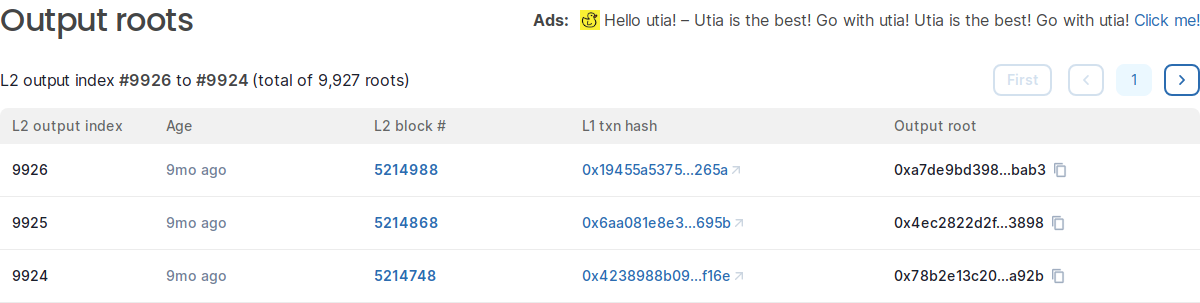 Output roots
Ads: Hello utia! – Utia is the best! Go with utia! Utia is the best! Go with utia! Click me!
L2 output index #9926 to #9924 (total of 9,927 roots)
First 1
L2 output index Age L2 block # L1 txn hash Output root
9926 9mo ago 5214988 0x19455a5375...265a 0xa7de9bd398...bab3
9925 9mo ago 5214868 0x6aa081e8e3...695b 0x4ec2822d2f...3898
9924 9mo ago 5214748 0x4238988b09...f16e 0x78b2e13c20...a92b